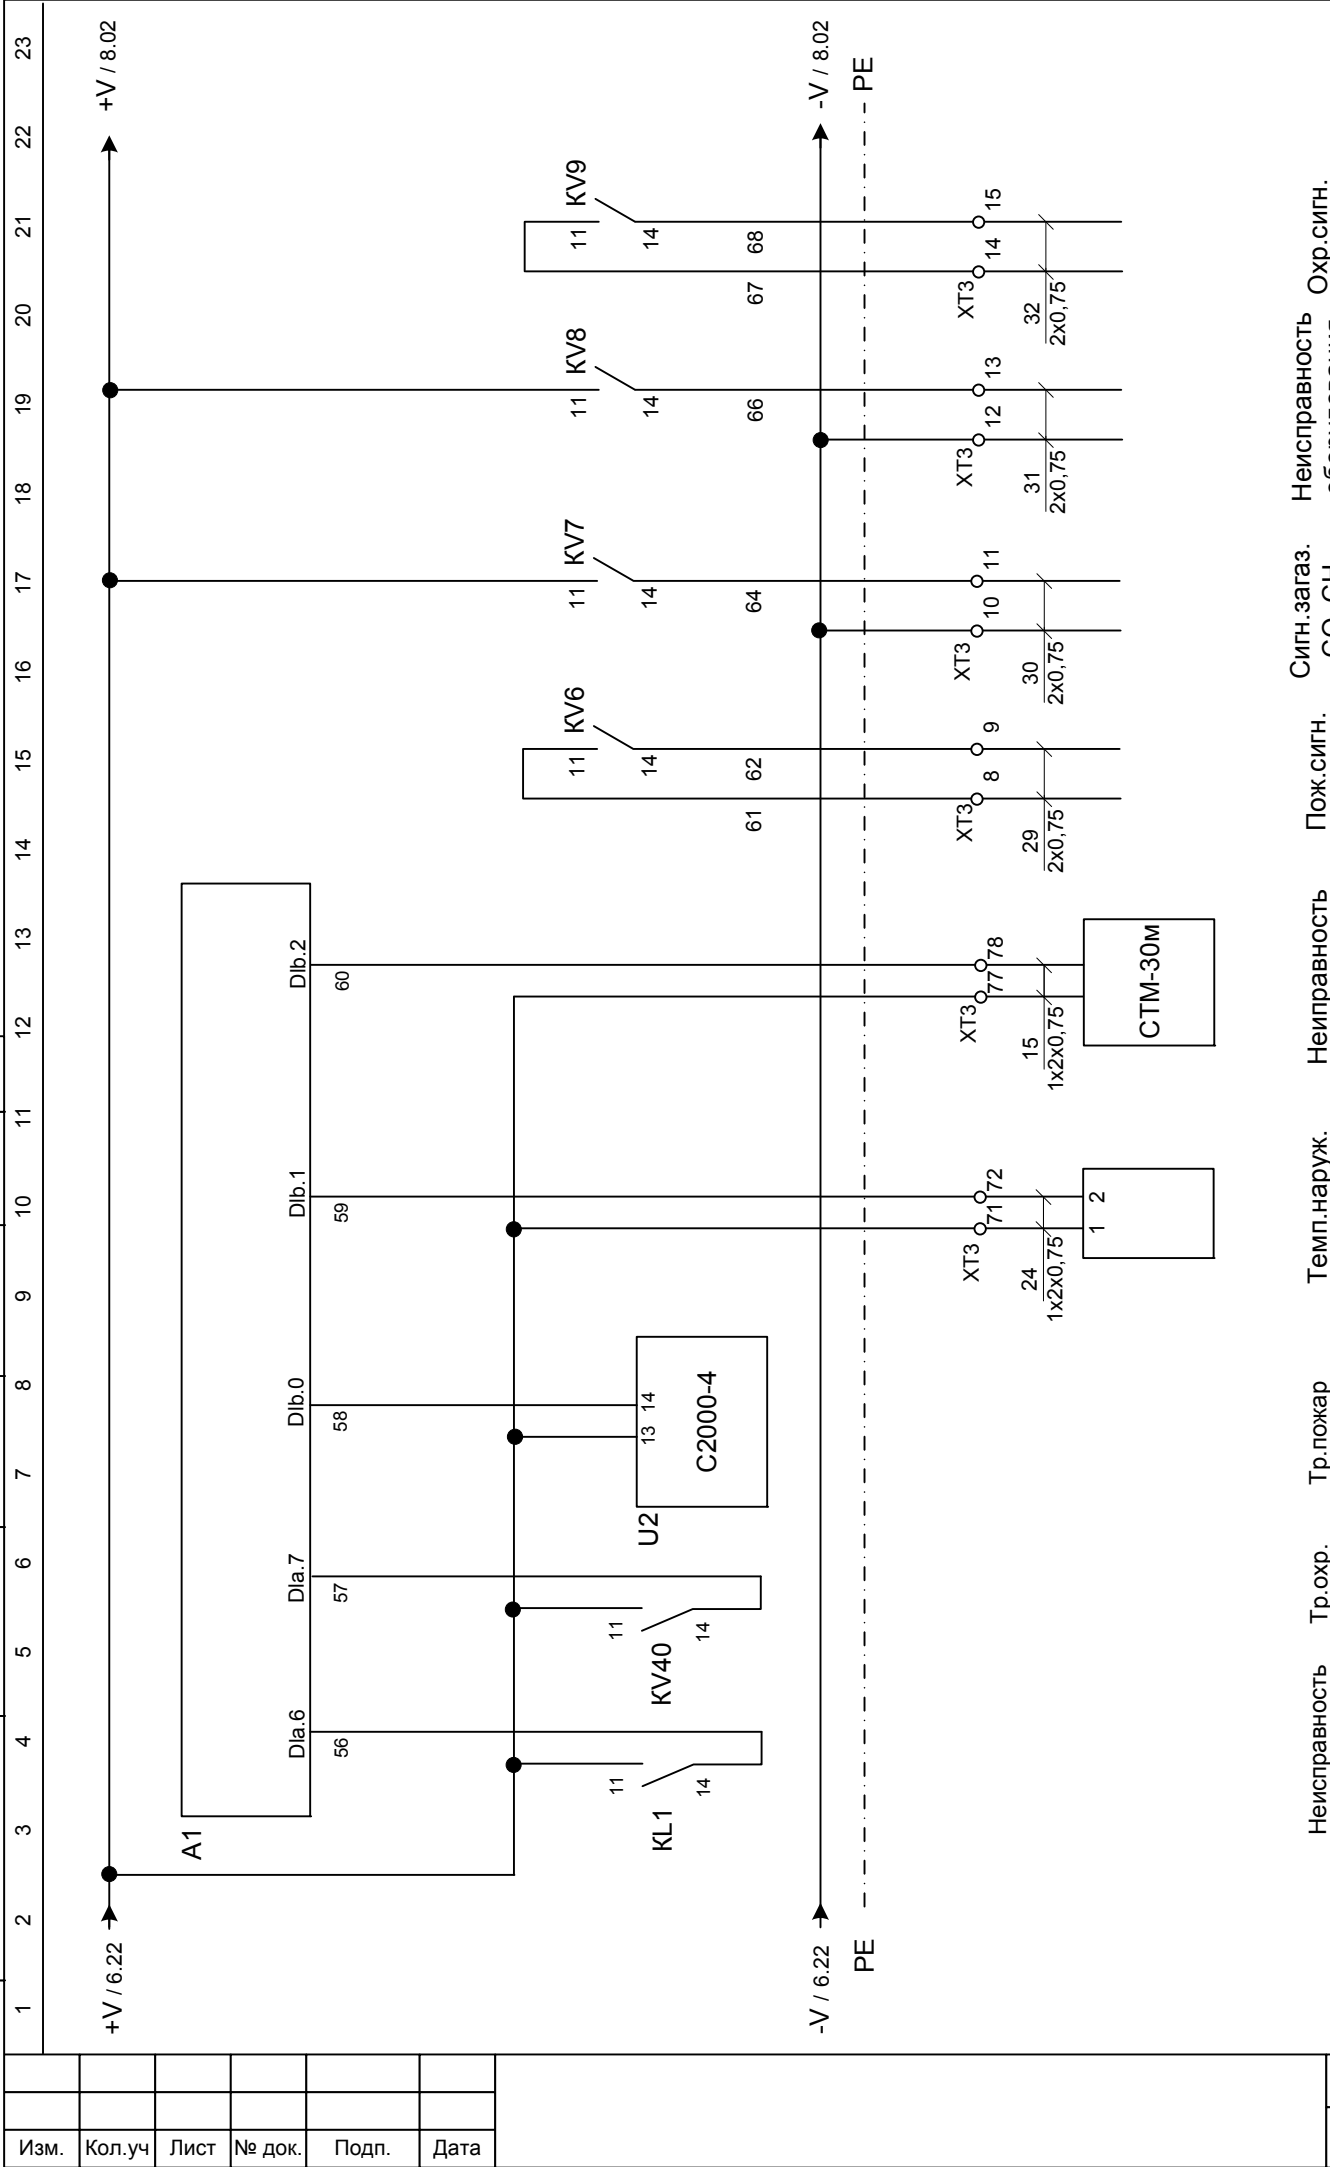 1 2 3 4 5 6 7 8 9 10 11 12 13 14 15 16 17 18 19 20 21 22 23
+V / 6.22
+V / 8.02
A1
DIa.6
DIa.7
DIb.0
DIb.1
DIb.2
56
57
58
59
60
KL1
11
14
KV40
11
14
U2
13 14
C2000-4
KV6
11
14
61
62
KV7
11
14
64
KV8
11
14
66
KV9
11
14
67
68
-V / 6.22
-V / 8.02
PE
PE
XT3
71 72
24
1x2x0,75
1 2
XT3
77 78
15
1x2x0,75
СТМ-30м
XT3
8 9
29
2x0,75
XT3
10 11
30
2x0,75
XT3
12 13
31
2x0,75
XT3
14 15
32
2x0,75
Неисправность
Тр.охр.
Тр.пожар
Темп.наруж.
Неиправность
Пож.сигн.
Сигн.загаз.
Неисправность
Охр.сигн.
Изм. Кол.уч Лист № док. Подп. Дата